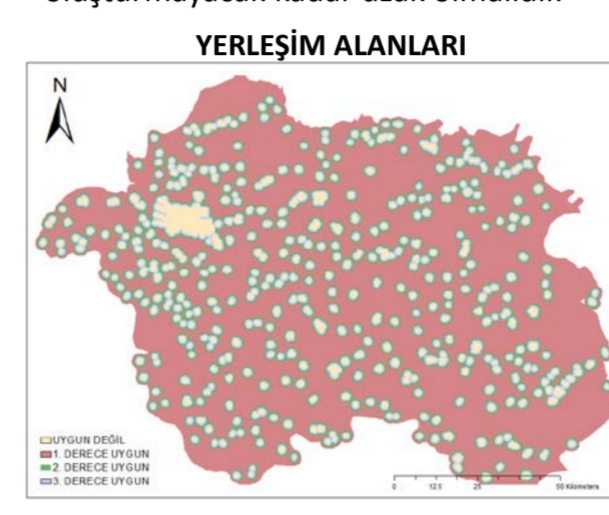 YERLEŞİM ALANLARI
N
UYGUN DEĞİL
1. DERECE UYGUN
2. DERECE UYGUN
3. DERECE UYGUN
0 12.5 25 50 Kilometers